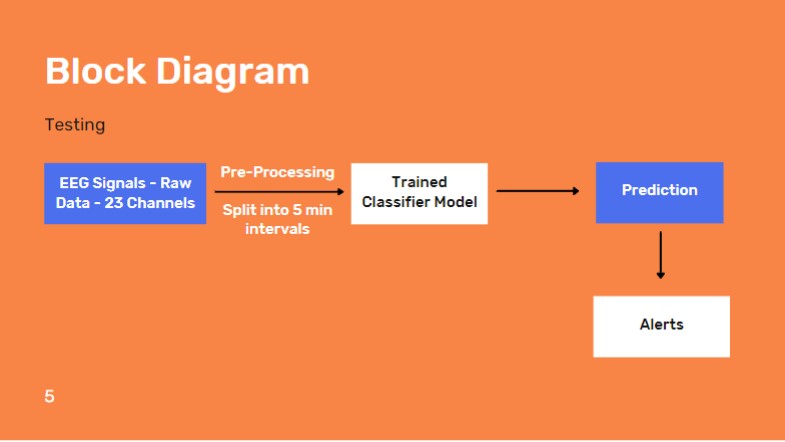 Block Diagram
Testing
EEG Signals - Raw
Data - 23 Channels
Pre-Processing
Split into 5 min
intervals
Trained
Classifier Model
Prediction
Alerts
5